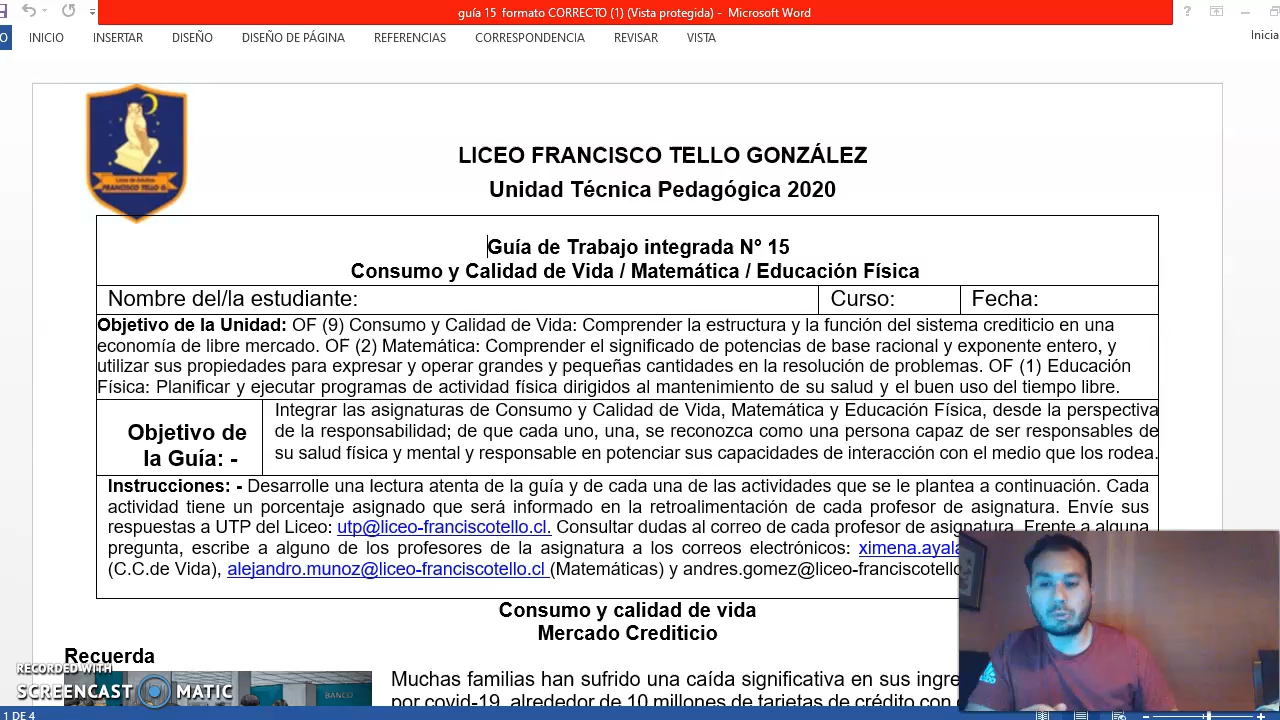 guía 15 formato CORRECTO (1) (Vista protegida) - Microsoft Word
INICIO INSERTAR DISEÑO DISEÑO DE PÁGINA REFERENCIAS CORRESPONDENCIA REVISAR VISTA Inicia
FRANCISCO TELLO G.
LICEO FRANCISCO TELLO GONZÁLEZ
Unidad Técnica Pedagógica 2020
Guía de Trabajo integrada N° 15
Consumo y Calidad de Vida / Matemática / Educación Física
Nombre del/la estudiante: Curso: Fecha:
Objetivo de la Unidad: OF (9) Consumo y Calidad de Vida: Comprender la estructura y la función del sistema crediticio en una
economía de libre mercado. OF (2) Matemática: Comprender el significado de potencias de base racional y exponente entero, y
utilizar sus propiedades para expresar y operar grandes y pequeñas cantidades en la resolución de problemas. OF (1) Educación
Física: Planificar y ejecutar programas de actividad física dirigidos al mantenimiento de su salud y el buen uso del tiempo libre.
Objetivo de
la Guía: -
Integrar las asignaturas de Consumo y Calidad de Vida, Matemática y Educación Física, desde la perspectiva
de la responsabilidad; de que cada uno, una, se reconozca como una persona capaz de ser responsables de
su salud física y mental y responsable en potenciar sus capacidades de interacción con el medio que los rodea.
Instrucciones: - Desarrolle una lectura atenta de la guía y de cada una de las actividades que se le plantea a continuación. Cada
actividad tiene un porcentaje asignado que será informado en la retroalimentación de cada profesor de asignatura. Envíe sus
respuestas a UTP del Liceo: utp@liceo-franciscotello.cl. Consultar dudas al correo de cada profesor de asignatura. Frente a alguna
pregunta, escribe a alguno de los profesores de la asignatura a los correos electrónicos: ximena.ayala
(C.C.de Vida), alejandro.munoz@liceo-franciscotello.cl (Matemáticas) y andres.gomez@liceo-franciscotello
Consumo y calidad de vida
Mercado Crediticio
Recuerda
BANCO
Muchas familias han sufrido una caída significativa en sus ingre
por covid-19, alrededor de 10 millones de tarjetas de crédito con
RECORDED WITH
SCREENCAST MATIC
1 DE 4